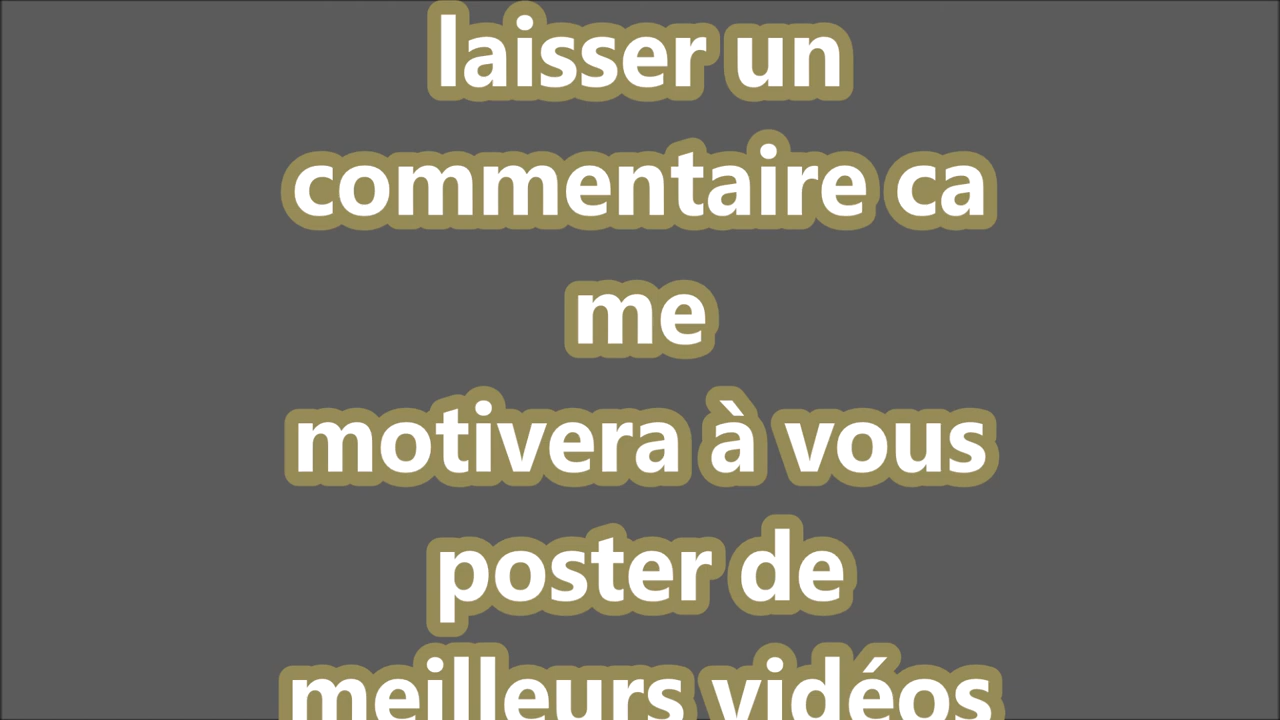 laisser un
commentaire ca
me
motivera à vous
poster de
meilleurs vidéos